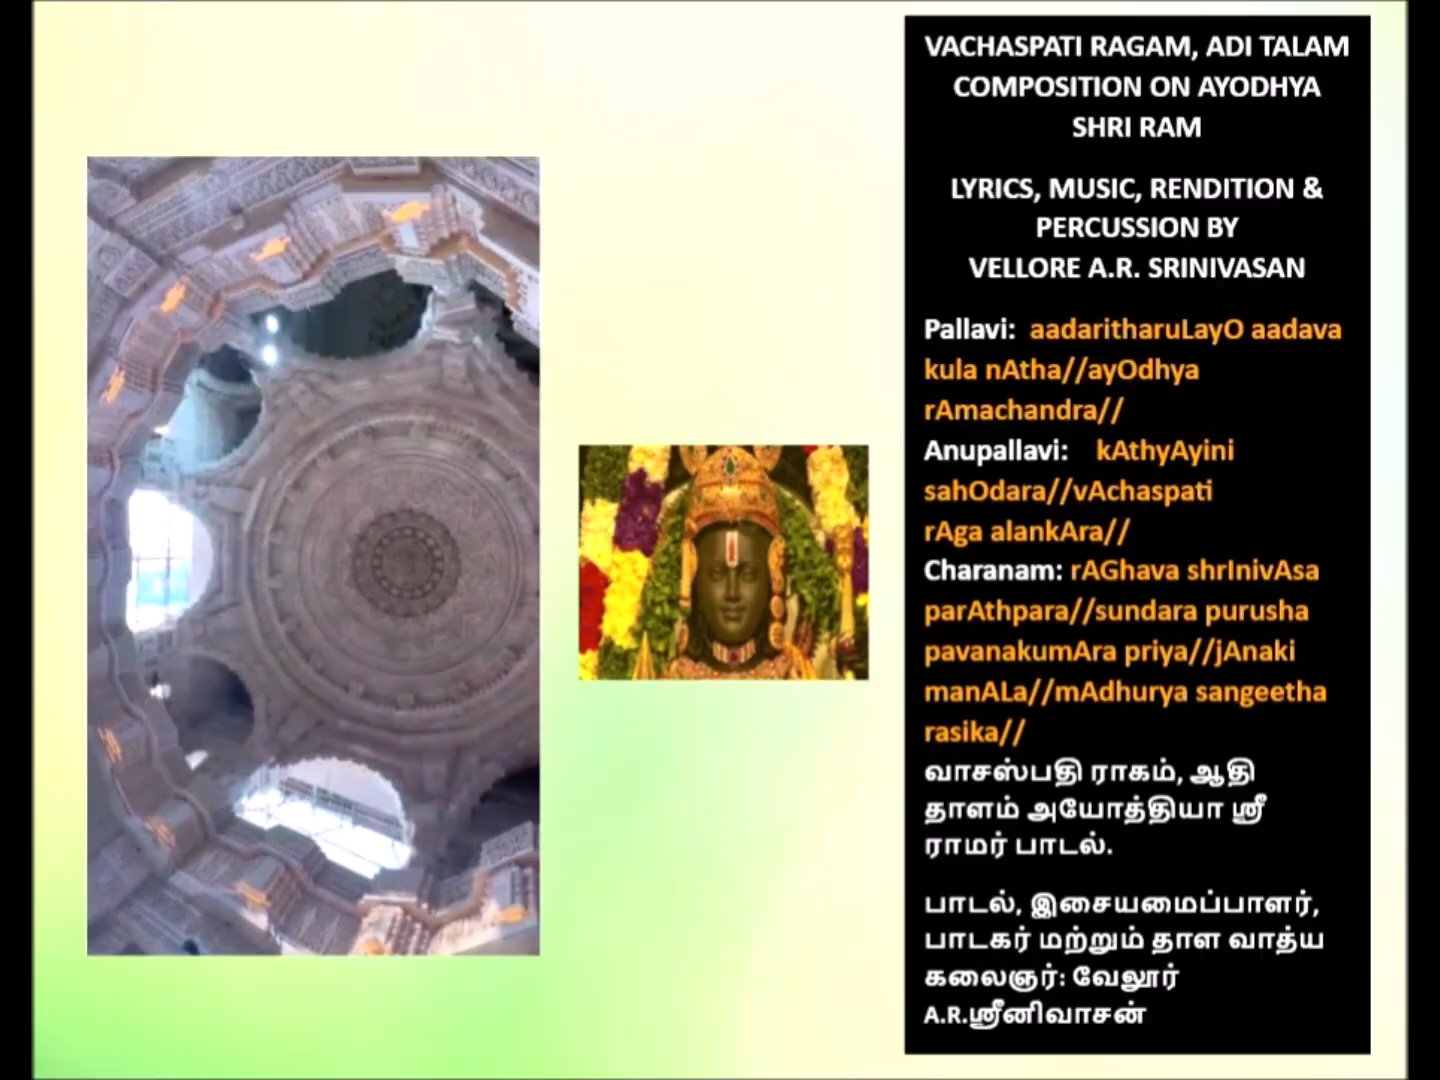 VACHASPATI RAGAM, ADI TALAM
COMPOSITION ON AYODHYA
SHRI RAM
LYRICS, MUSIC, RENDITION &
PERCUSSION BY
VELLORE A.R. SRINIVASAN
Pallavi: aadaritharuLayO aadava
kula nAtha//ayOdhya
rAmachandra//
Anupallavi: kAthyAyini
sahOdara//vAchaspati
rAga alankAra//
Charanam: rAGhava shrInivAsa
parAthpara//sundara purusha
pavanakumAra priya//jAnaki
manALa//mAdhurya sangeetha
rasika//
வாசஸ்பதி ராகம், ஆதி
தாளம் அயோத்தியா ஸ்ரீ
ராமர் பாடல்.
பாடல், இசையமைப்பாளர்,
பாடகர் மற்றும் தாள வாத்ய
கலைஞர்: வேலூர்
A.R.ஸ்ரீனிவாசன்